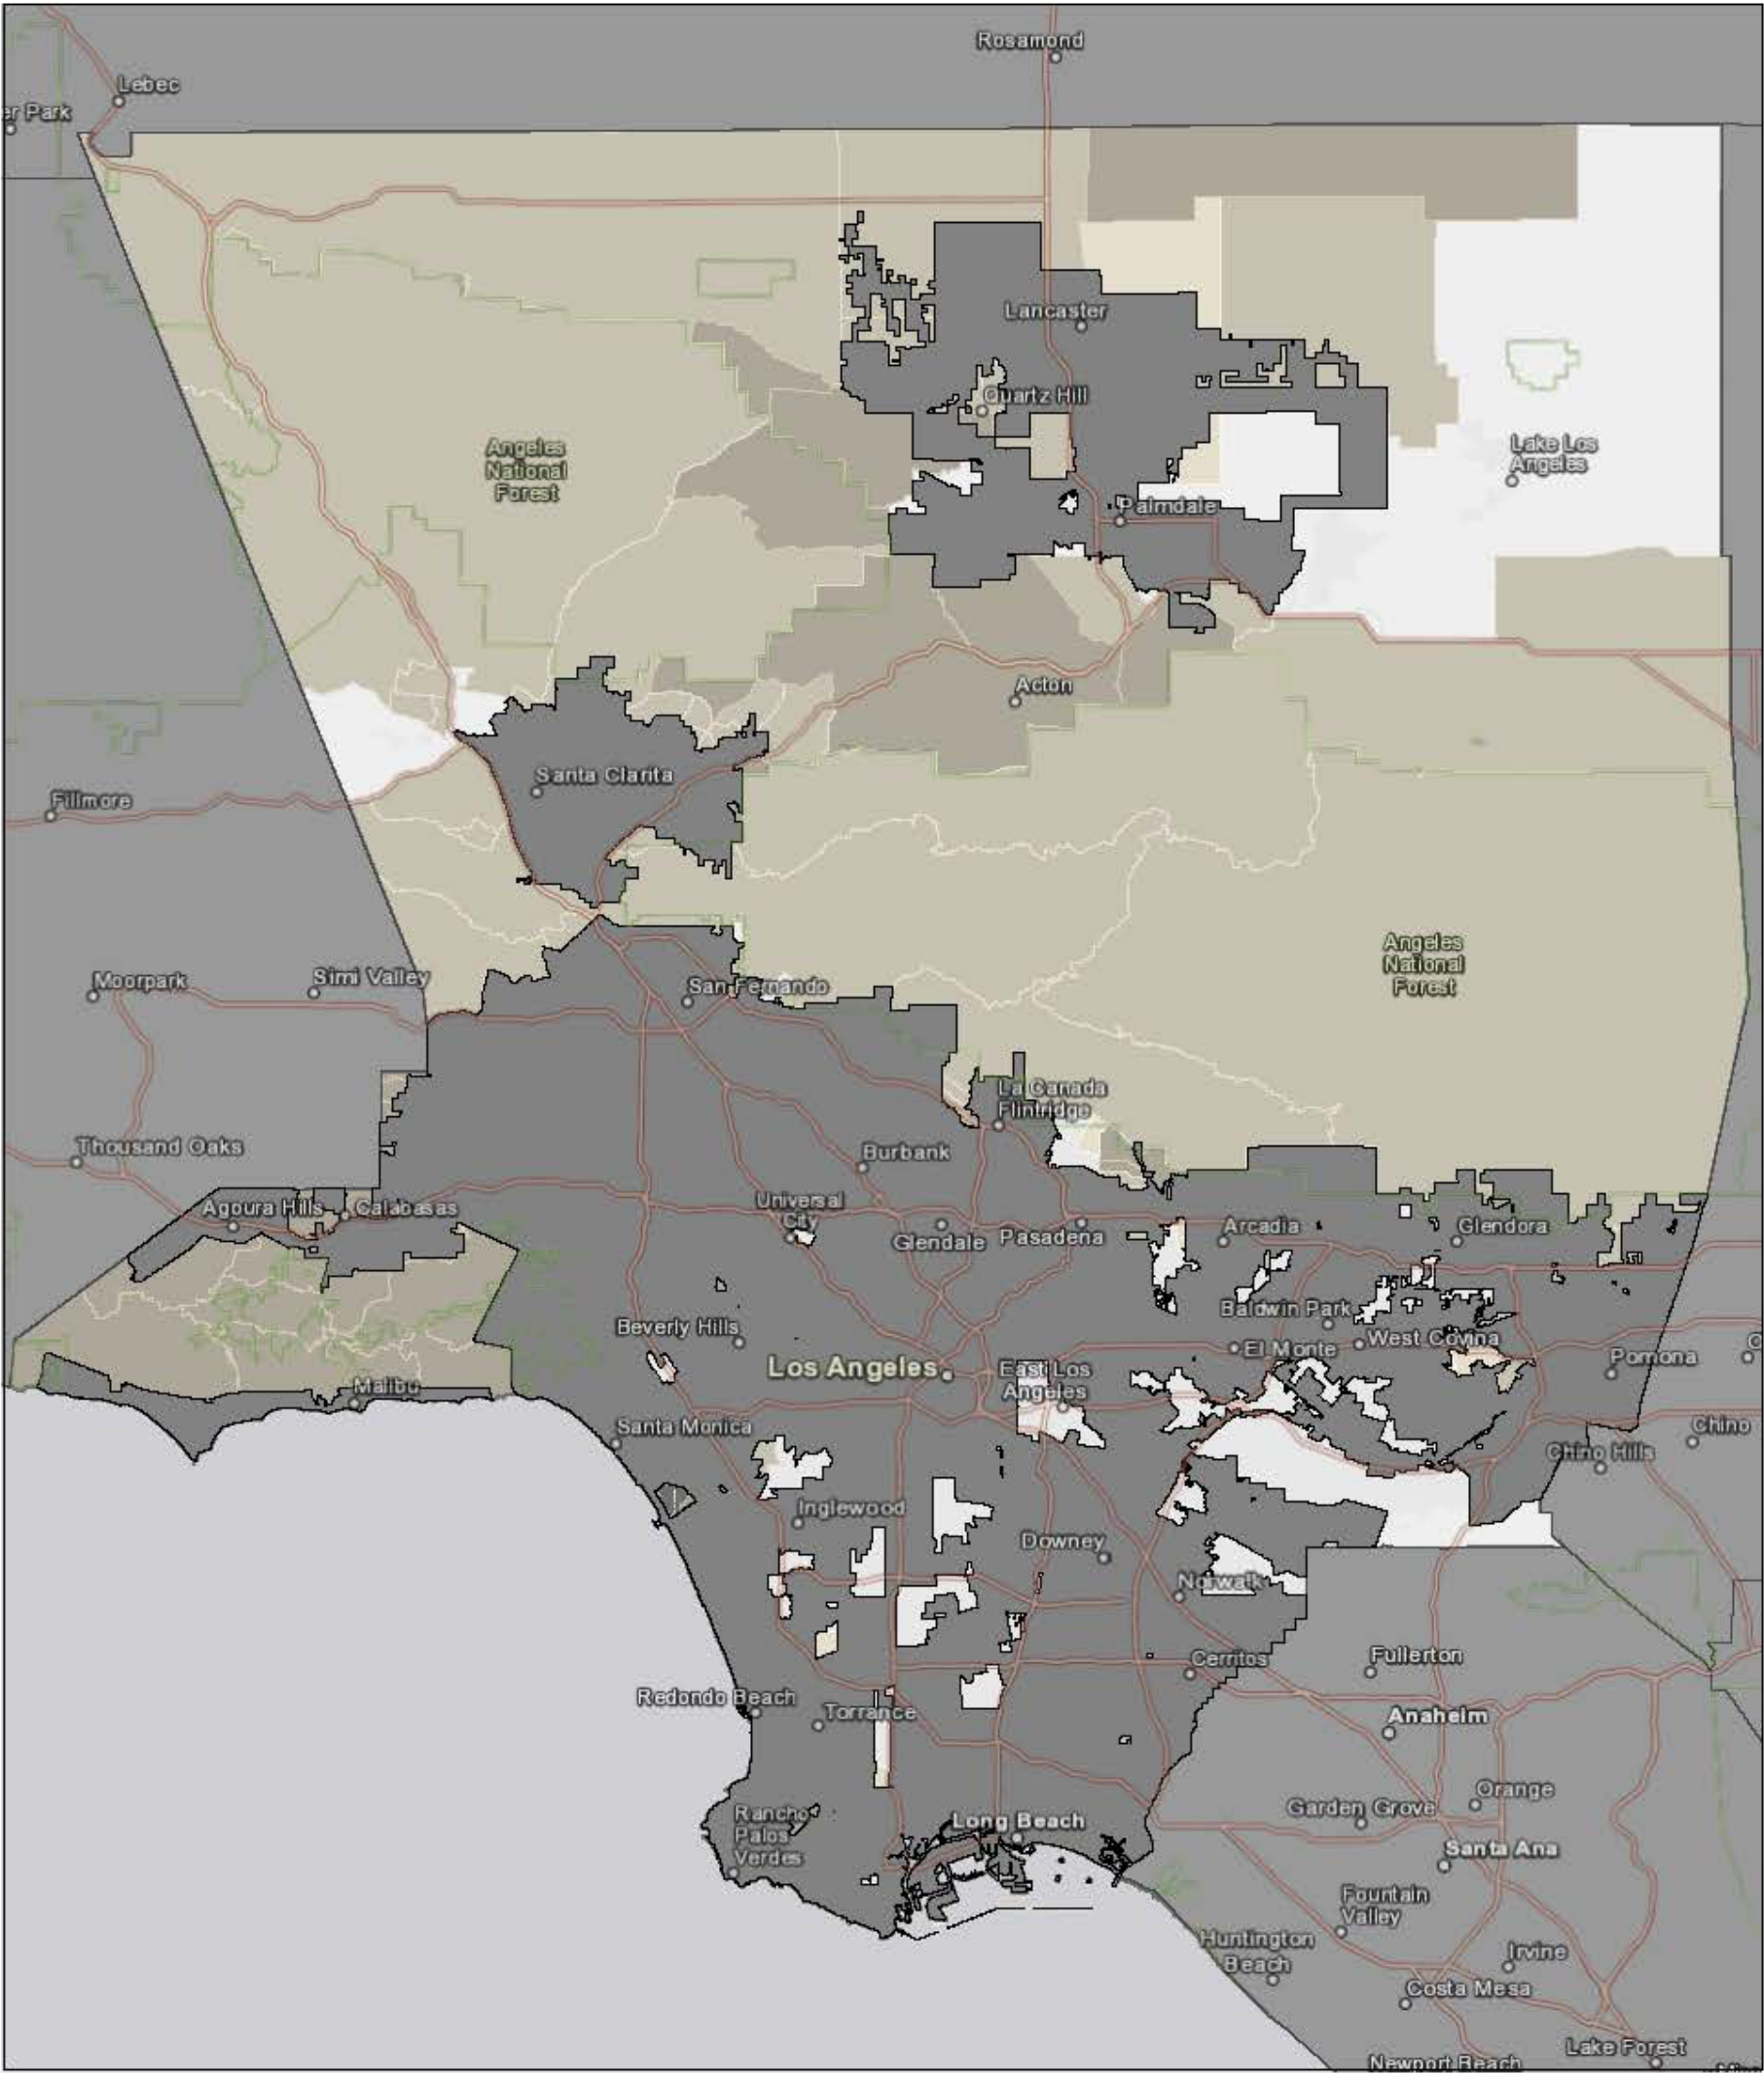 Rosamond
Lebec
er Park
Lancaster
Quartz Hill
Angeles
National
Forest
Lake Los
Angeles
Palmdale
Acton
Santa Clarita
Fillmore
Angeles
National
Forest
Moorpark
Simi Valley
San Fernando
La Canada
Flintridge
Thousand Oaks
Burbank
Universal
City
Agoura Hills
Calabasas
Glendale
Pasadena
Arcadia
Glendora
Baldwin Park
Beverly Hills
El Monte
West Covina
Los Angeles
East Los
Angeles
Pomona
Malibu
Santa Monica
Chino
Chino Hills
Inglewood
Downey
Norwalk
Cerritos
Fullerton
Redondo Beach
Torrance
Anaheim
Orange
Garden Grove
Rancho
Palos
Verdes
Long Beach
Santa Ana
Fountain
Valley
Huntington
Beach
Irvine
Costa Mesa
Lake Forest
Newport Beach